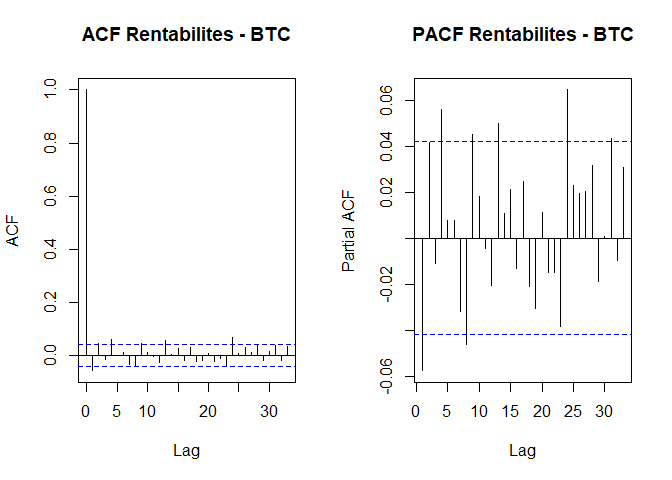 ACF Rentabilites - BTC
ACF
0.0 0.2 0.4 0.6 0.8 1.0
0 5 10 20 30
Lag
PACF Rentabilites - BTC
Partial ACF
-0.06 -0.02 0.02 0.04 0.06
0 5 10 15 20 25 30
Lag